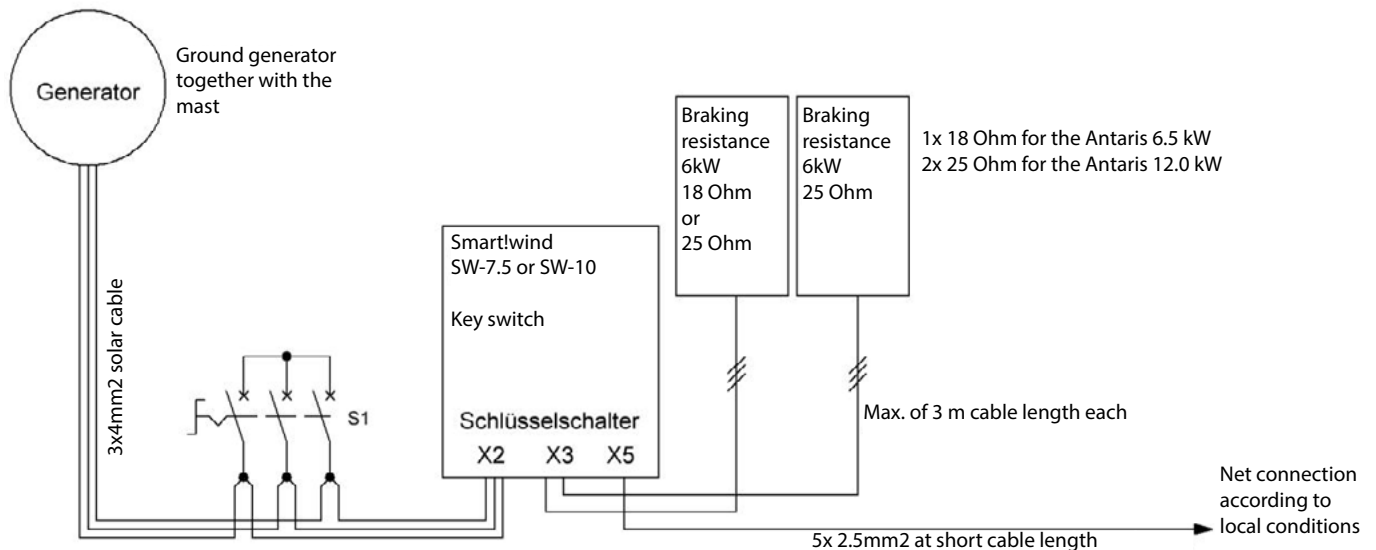 Generator
Ground generator
together with the
mast
3x4mm2 solar cable
S1
Smart!wind
SW-7.5 or SW-10
Key switch
Schlüsselschalter
X2 X3 X5
Braking
resistance
6kW
18 Ohm
or
25 Ohm
Braking
resistance
6kW
25 Ohm
1x 18 Ohm for the Antaris 6.5 kW
2x 25 Ohm for the Antaris 12.0 kW
Max. of 3 m cable length each
5x 2.5mm2 at short cable length
Net connection
according to
local conditions